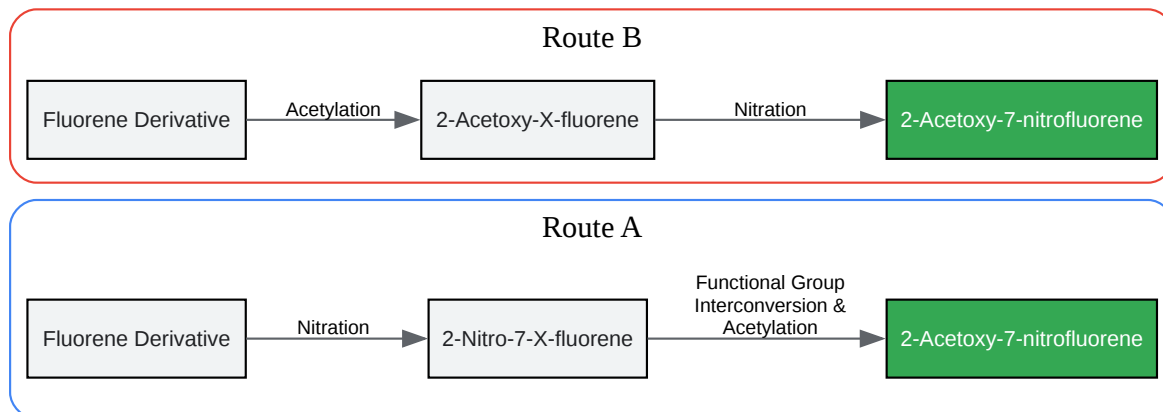 Route B
Fluorene Derivative
Acetylation
2-Acetoxy-X-fluorene
Nitration
2-Acetoxy-7-nitrofluorene
Route A
Fluorene Derivative
Nitration
2-Nitro-7-X-fluorene
Functional Group
Interconversion &
Acetylation
2-Acetoxy-7-nitrofluorene